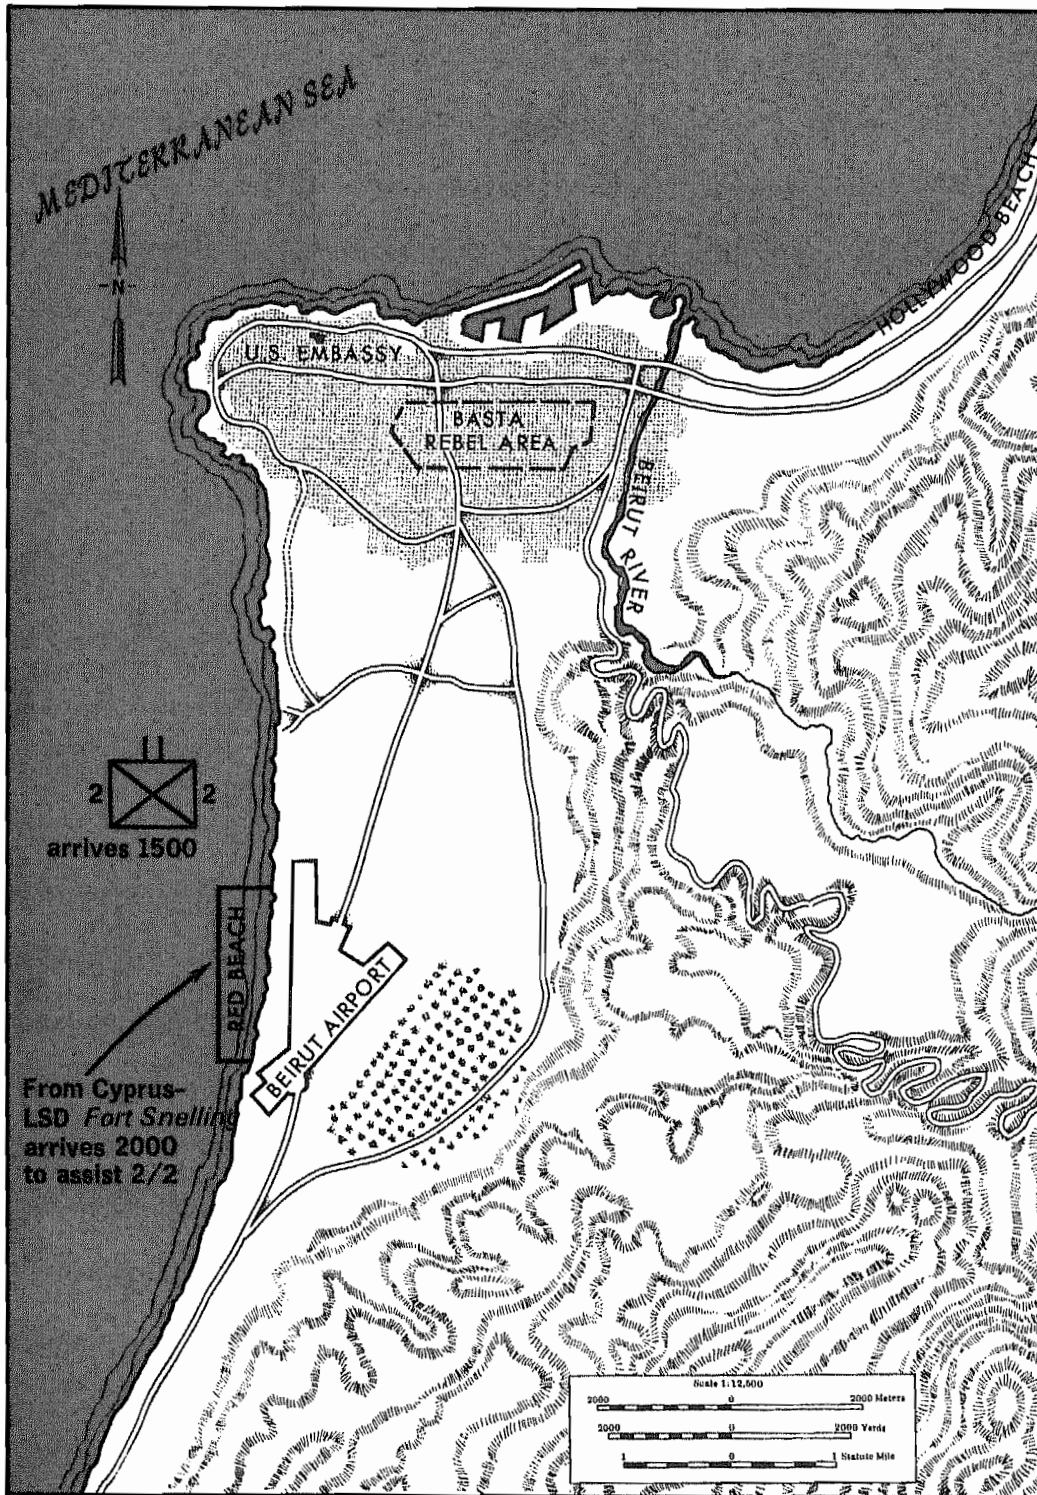 MEDITERRANEAN SEA
N
HOLLYWOOD BEACH
U.S. EMBASSY
BASTA
REBEL AREA
BEIRUT RIVER
2 2
arrives 1500
RED BEACH
BEIRUT AIRPORT
From Cyprus-
LSD Fort Snelling
arrives 2000
to assist 2/2
Scale 1:12,500
2000 0 2000 Meters
2000 0 2000 Yards
1 0 1 Statute Mile